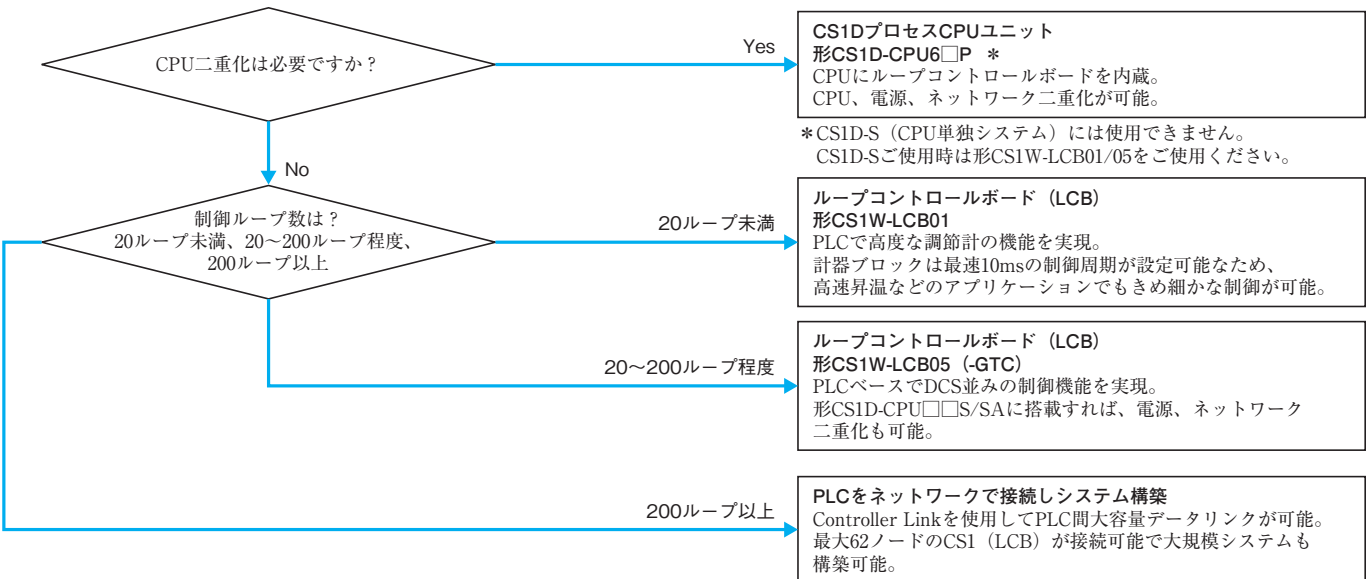 CPU二重化は必要ですか？
Yes
CS1DプロセスCPUユニット
形CS1D-CPU6□P ＊
CPUにループコントロールボードを内蔵。
CPU、電源、ネットワーク二重化が可能。
＊CS1D-S（CPU単独システム）には使用できません。
CS1D-Sご使用時は形CS1W-LCB01/05をご使用ください。
No
制御ループ数は？
20ループ未満、20〜200ループ程度、
200ループ以上
20ループ未満
ループコントロールボード（LCB）
形CS1W-LCB01
PLCで高度な調節計の機能を実現。
計器ブロックは最速10msの制御周期が設定可能なため、
高速昇温などのアプリケーションでもきめ細かな制御が可能。
20〜200ループ程度
ループコントロールボード（LCB）
形CS1W-LCB05（-GTC）
PLCベースでDCS並みの制御機能を実現。
形CS1D-CPU□□S/SAに搭載すれば、電源、ネットワーク
二重化も可能。
200ループ以上
PLCをネットワークで接続しシステム構築
Controller Linkを使用してPLC間大容量データリンクが可能。
最大62ノードのCS1（LCB）が接続可能で大規模システムも
構築可能。